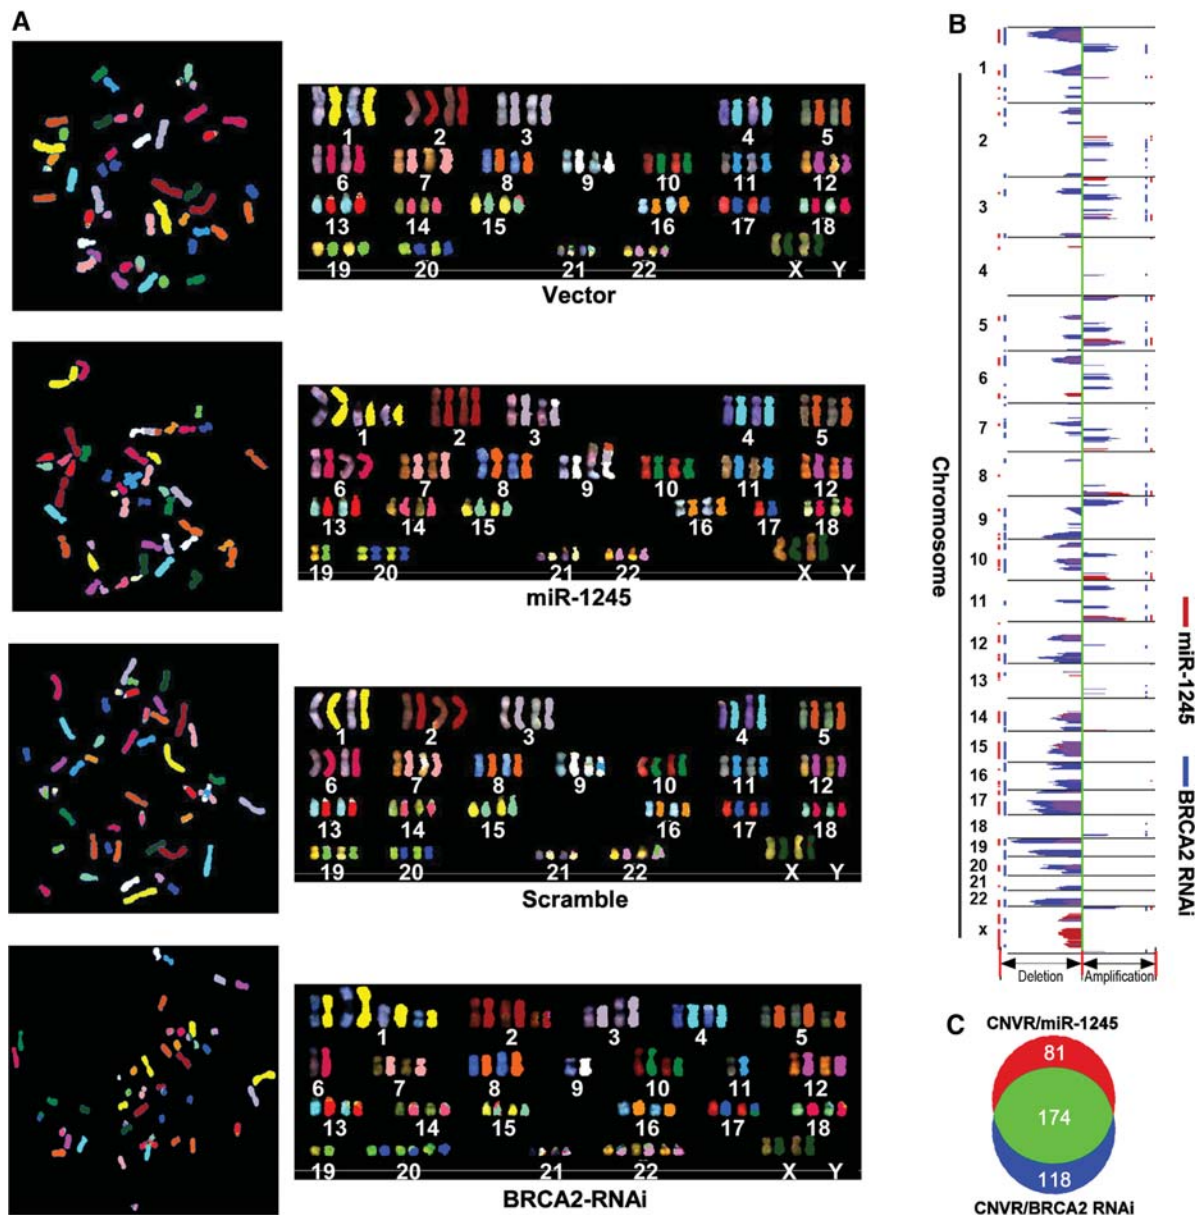 A
1 2 3 4 5
6 7 8 9 10 11 12
13 14 15 16 17 18
19 20 21 22 X Y
Vector
1 2 3 4 5
6 7 8 9 10 11 12
13 14 15 16 17 18
19 20 21 22 X Y
miR-1245
1 2 3 4 5
6 7 8 9 10 11 12
13 14 15 16 17 18
19 20 21 22 X Y
Scramble
1 2 3 4 5
6 7 8 9 10 11 12
13 14 15 16 17 18
19 20 21 22 X Y
BRCA2-RNAi
B
Chromosome
1
2
3
4
5
6
7
8
9
10
11
12
13
14
15
16
17
18
19
20
21
22
x
Deletion Amplification
miR-1245
BRCA2 RNAi
C
CNVR/miR-1245
81
174
118
CNVR/BRCA2 RNAi